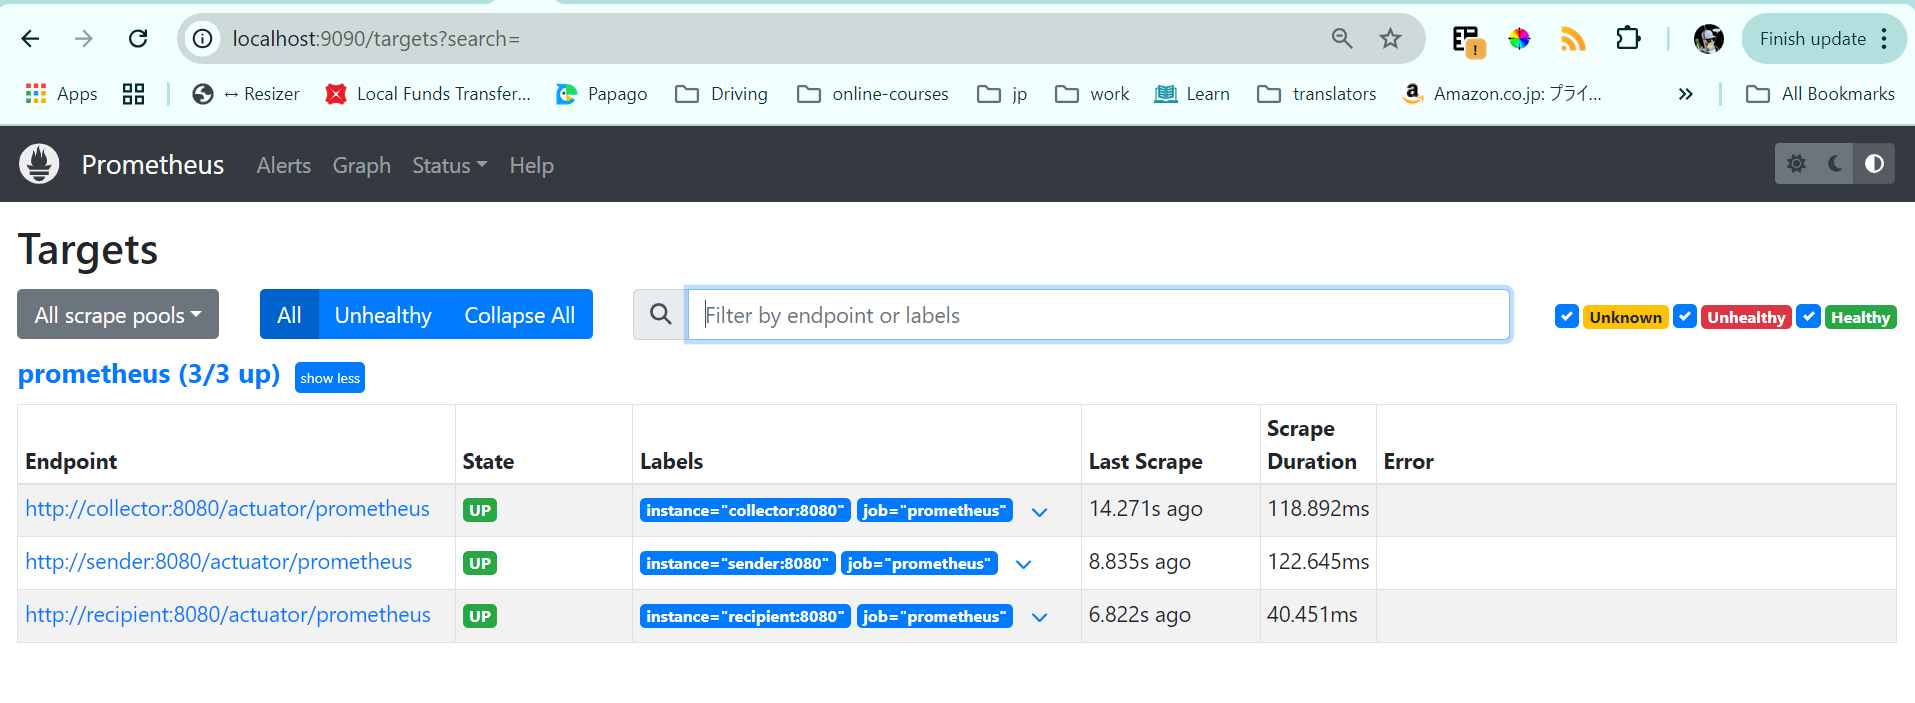 localhost:9090/targets?search=
Finish update
Apps
↔ Resizer
Local Funds Transfer...
Papago
Driving
online-courses
jp
work
Learn
translators
Amazon.co.jp: プライ...
All Bookmarks
Prometheus Alerts Graph Status Help
Targets
All scrape pools All Unhealthy Collapse All Filter by endpoint or labels Unknown Unhealthy Healthy
prometheus (3/3 up) show less
Endpoint State Labels Last Scrape Scrape Duration Error
http://collector:8080/actuator/prometheus UP instance="collector:8080" job="prometheus" 14.271s ago 118.892ms
http://sender:8080/actuator/prometheus UP instance="sender:8080" job="prometheus" 8.835s ago 122.645ms
http://recipient:8080/actuator/prometheus UP instance="recipient:8080" job="prometheus" 6.822s ago 40.451ms